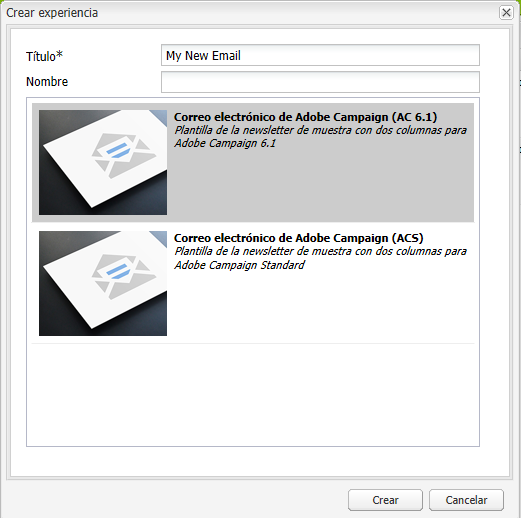 Crear experiencia
Título*
My New Email
Nombre
Correo electrónico de Adobe Campaign (AC 6.1)
Plantilla de la newsletter de muestra con dos columnas para
Adobe Campaign 6.1
Correo electrónico de Adobe Campaign (ACS)
Plantilla de la newsletter de muestra con dos columnas para
Adobe Campaign Standard
Crear
Cancelar